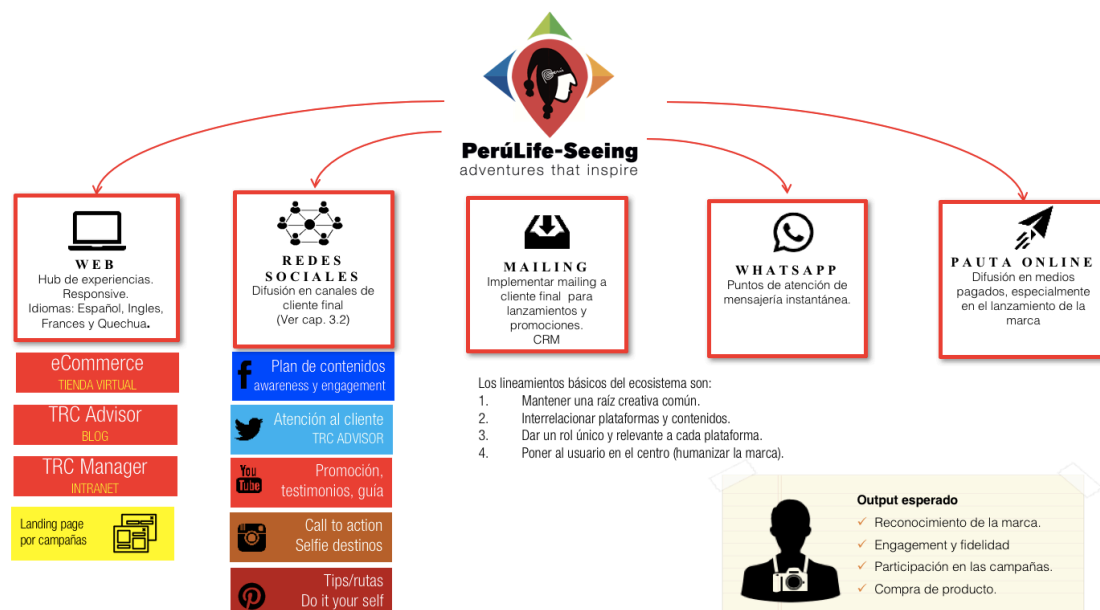 PerúLife-Seeing
adventures that inspire
WEB
Hub de experiencias.
Responsive.
Idiomas: Español, Ingles,
Frances y Quechua.
eCommerce
TIENDA VIRTUAL
TRC Advisor
BLOG
TRC Manager
INTRANET
Landing page
por campañas
REDES
SOCIALES
Difusión en canales de
cliente final
(Ver cap. 3.2)
f
Plan de contenidos
awareness y engagement
Atención al cliente
TRC ADVISOR
You
Tube
Promoción,
testimonios, guía
Call to action
Selfie destinos
Tips/rutas
Do it your self
MAILING
Implementar mailing a
cliente final para
lanzamientos y
promociones.
CRM
WHATSAPP
Puntos de atención de
mensajería instantánea.
PAUTA ONLINE
Difusión en medios
pagados, especialmente
en el lanzamiento de la
marca
Los lineamientos básicos del ecosistema son:
1. Mantener una raíz creativa común.
2. Interrelacionar plataformas y contenidos.
3. Dar un rol único y relevante a cada plataforma.
4. Poner al usuario en el centro (humanizar la marca).
Output esperado
✓ Reconocimiento de la marca.
✓ Engagement y fidelidad
✓ Participación en las campañas.
✓ Compra de producto.